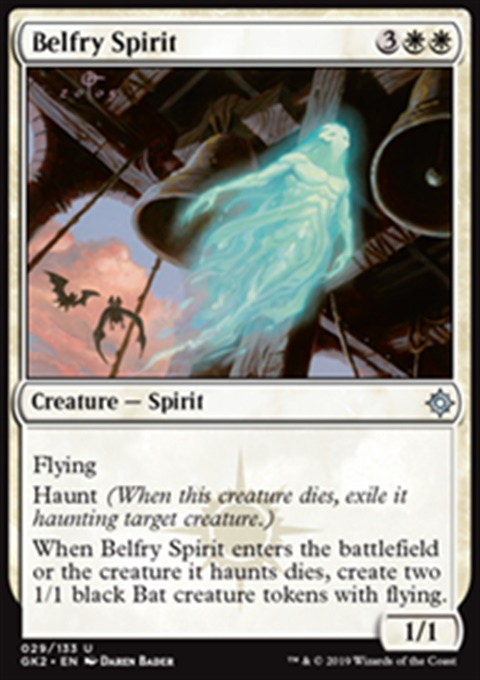 Belfry Spirit 3
2005
Creature — Spirit
Flying
Haunt (When this creature dies, exile it
haunting target creature.)
When Belfry Spirit enters the battlefield
or the creature it haunts dies, create two
1/1 black Bat creature tokens with flying.
1/1
029/133 U
GK2 • EN Daren Bader
™ & © 2019 Wizards of the Coast